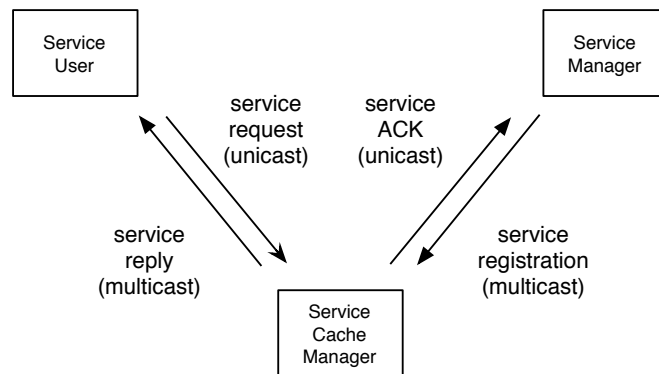 Service
User
Service
Manager
service
request
(unicast)
service
ACK
(unicast)
service
reply
(multicast)
service
registration
(multicast)
Service
Cache
Manager